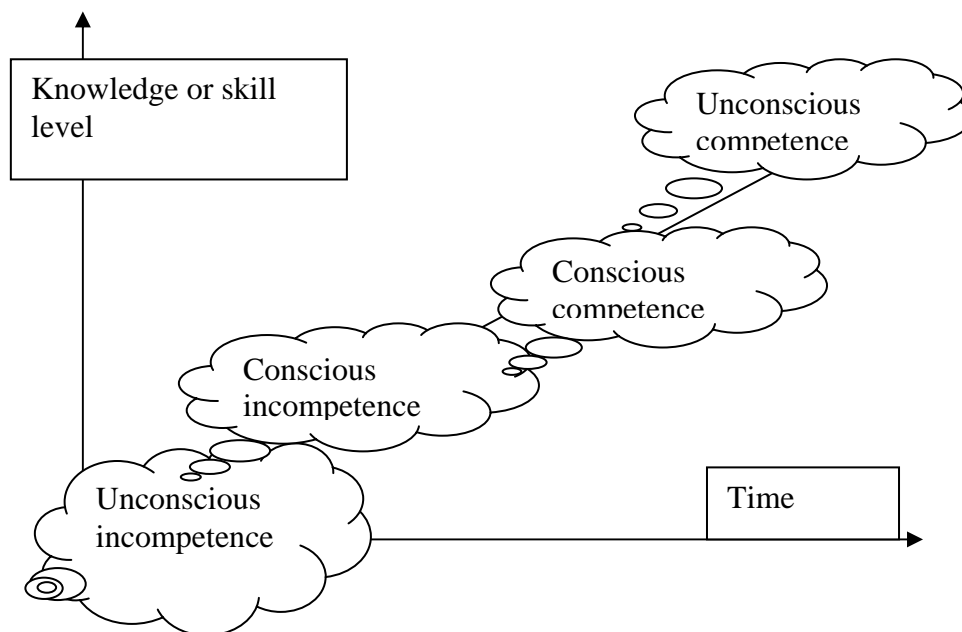 Knowledge or skill
level
Unconscious
competence
Conscious
competence
Conscious
incompetence
Unconscious
incompetence
Time